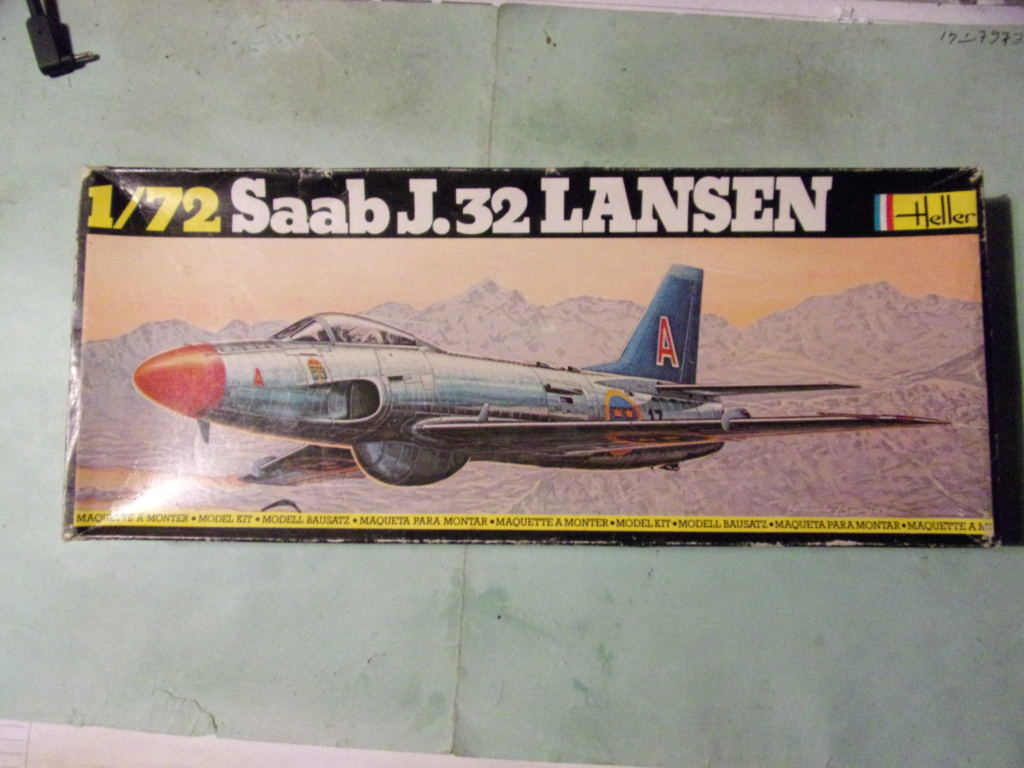 1/72 Saab J.32 LANSEN
Heller
A
A
17
MAQUETTE A MONTER • MODEL KIT • MODELL BAUSATZ • MAQUETA PARA MONTAR • MAQUETTE A MONTER • MODEL KIT • MODELL BAUSATZ • MAQUETA PARA MONTAR • MAQUETTE A M